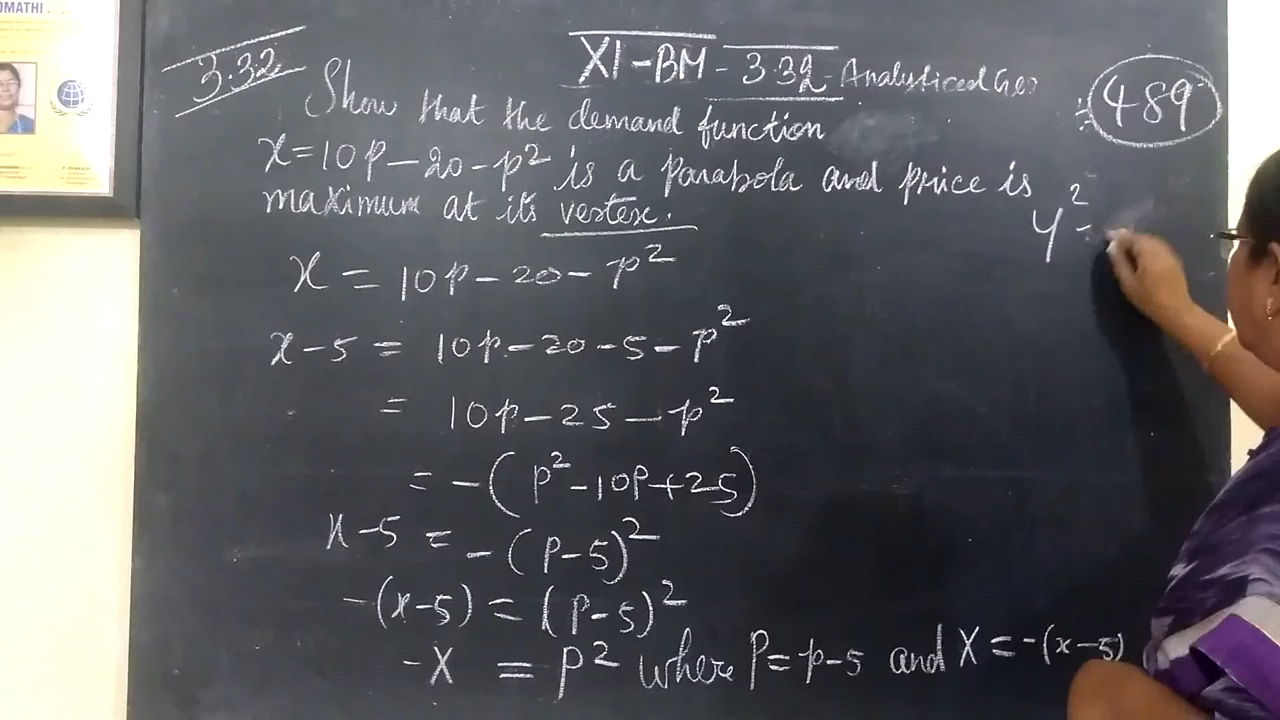 OMATHI
3.32
XI-BM-3.32-Analytical Geo
489
Show that the demand function
x=10p-20-p² is a parabola and price is
maximum at its vertex.
y²=
x = 10p-20-p²
x-5 = 10p-20-5-p²
= 10p-25-p²
= -(p²-10p+25)
x-5 = -(p-5)²
-(x-5) = (p-5)²
-X = P² where P=p-5 and X=-(x-5)